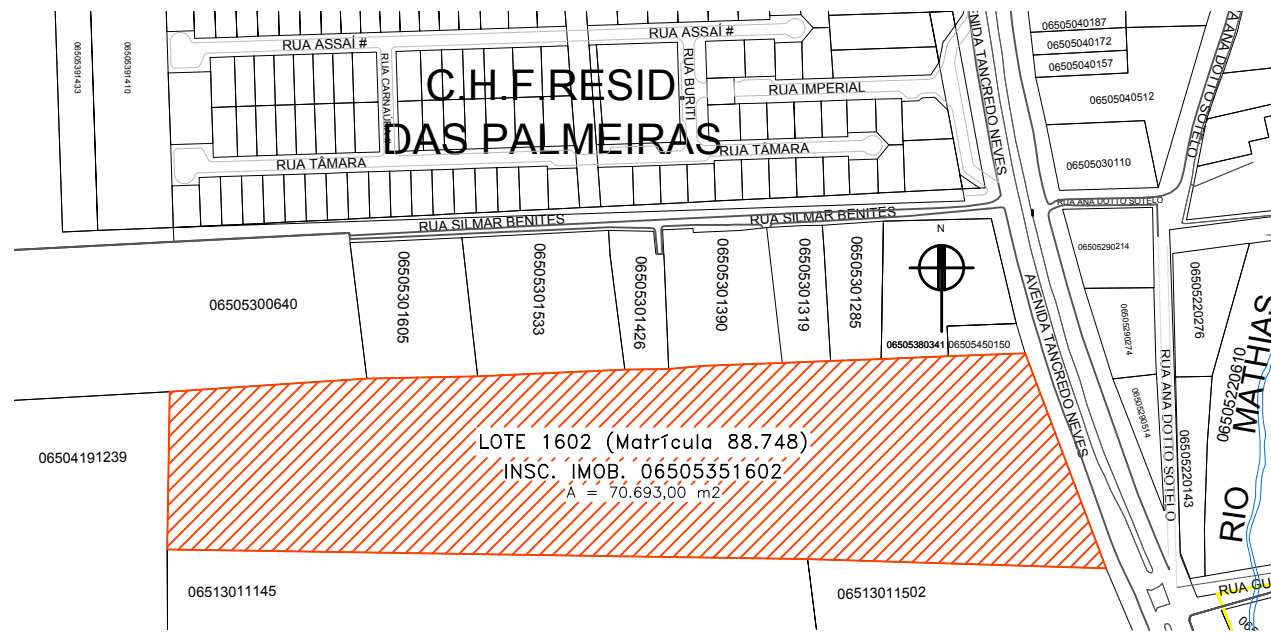 06505391433
06505391410
RUA ASSAÍ #
RUA ASSAÍ #
RUA BURITI
C.H.F.RESID.
DAS PALMEIRAS
RUA IMPERIAL
RUA TÂMARA
RUA TÂMARA
RUA SILMAR BENITES
RUA SILMAR BENITES
ENIDA TANCREDO NEVES
06505040187
06505040172
06505040157
06505040512
06505030110
A ANA DOTTO SOTELO
RUA ANA DOTTO SOTELO
06505290214
06505290274
06505290514
RUA ANA DOTTO SOTELO
06505220276
06505220610
06505220143
RIO MATHIAS
N
AVENIDA TANCREDO NEVES
06505300640
06505301605
06505301533
06505301426
06505301390
06505301319
06505301285
06505380341
06505450150
06504191239
LOTE 1602 (Matrícula 88.748)
INSC. IMOB. 06505351602
A = 70.693,00 m2
06513011145
06513011502
RUA GU